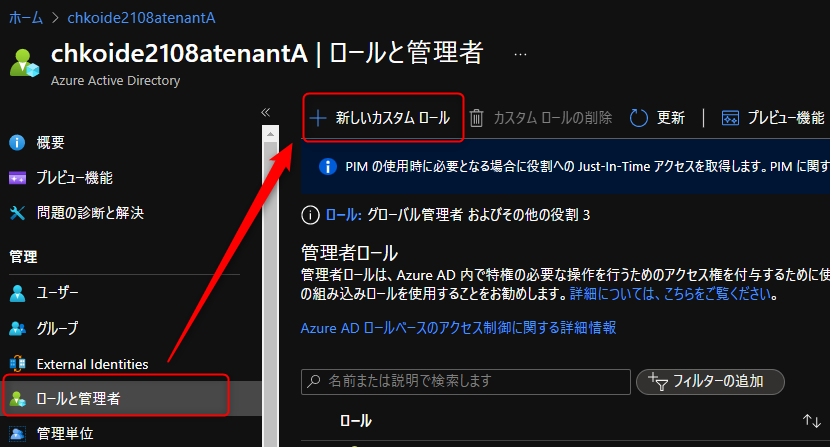 ホーム > chkoide2108atenantA
chkoide2108atenantA | ロールと管理者 …
Azure Active Directory
«
概要
プレビュー機能
問題の診断と解決
管理
ユーザー
グループ
External Identities
ロールと管理者
管理単位
新しいカスタム ロール
カスタム ロールの削除
更新
プレビュー機能
PIM の使用時に必要となる場合に役割への Just-In-Time アクセスを取得します。PIM に関す
ロール: グローバル管理者 およびその他の役割 3
管理者ロール
管理者ロールは、Azure AD 内で特権の必要な操作を行うためのアクセス権を付与するために使
の組み込みロールを使用することをお勧めします。詳細については、こちらをご覧ください。
Azure AD ロールベースのアクセス制御に関する詳細情報
名前または説明で検索します
フィルターの追加
ロール